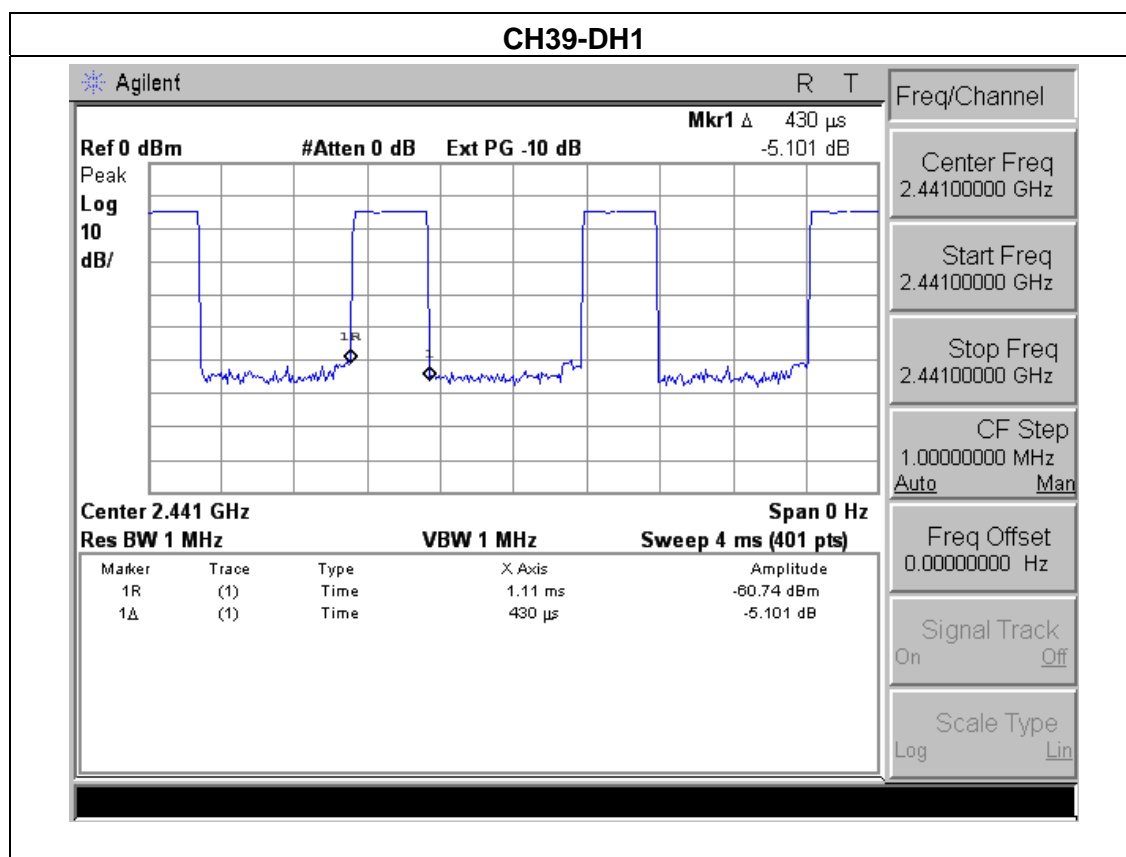 CH39-DH1
Agilent R T
Freq/Channel
Mkr1 Δ 430 µs
Ref 0 dBm #Atten 0 dB Ext PG -10 dB -5.101 dB
Peak
Log
10
dB/
1R
1
Center 2.441 GHz Span 0 Hz
Res BW 1 MHz VBW 1 MHz Sweep 4 ms (401 pts)
Marker Trace Type X Axis Amplitude
1R (1) Time 1.11 ms -60.74 dBm
1Δ (1) Time 430 µs -5.101 dB
Center Freq
2.44100000 GHz
Start Freq
2.44100000 GHz
Stop Freq
2.44100000 GHz
CF Step
1.00000000 MHz
Auto Man
Freq Offset
0.00000000 Hz
Signal Track
On Off
Scale Type
Log Lin